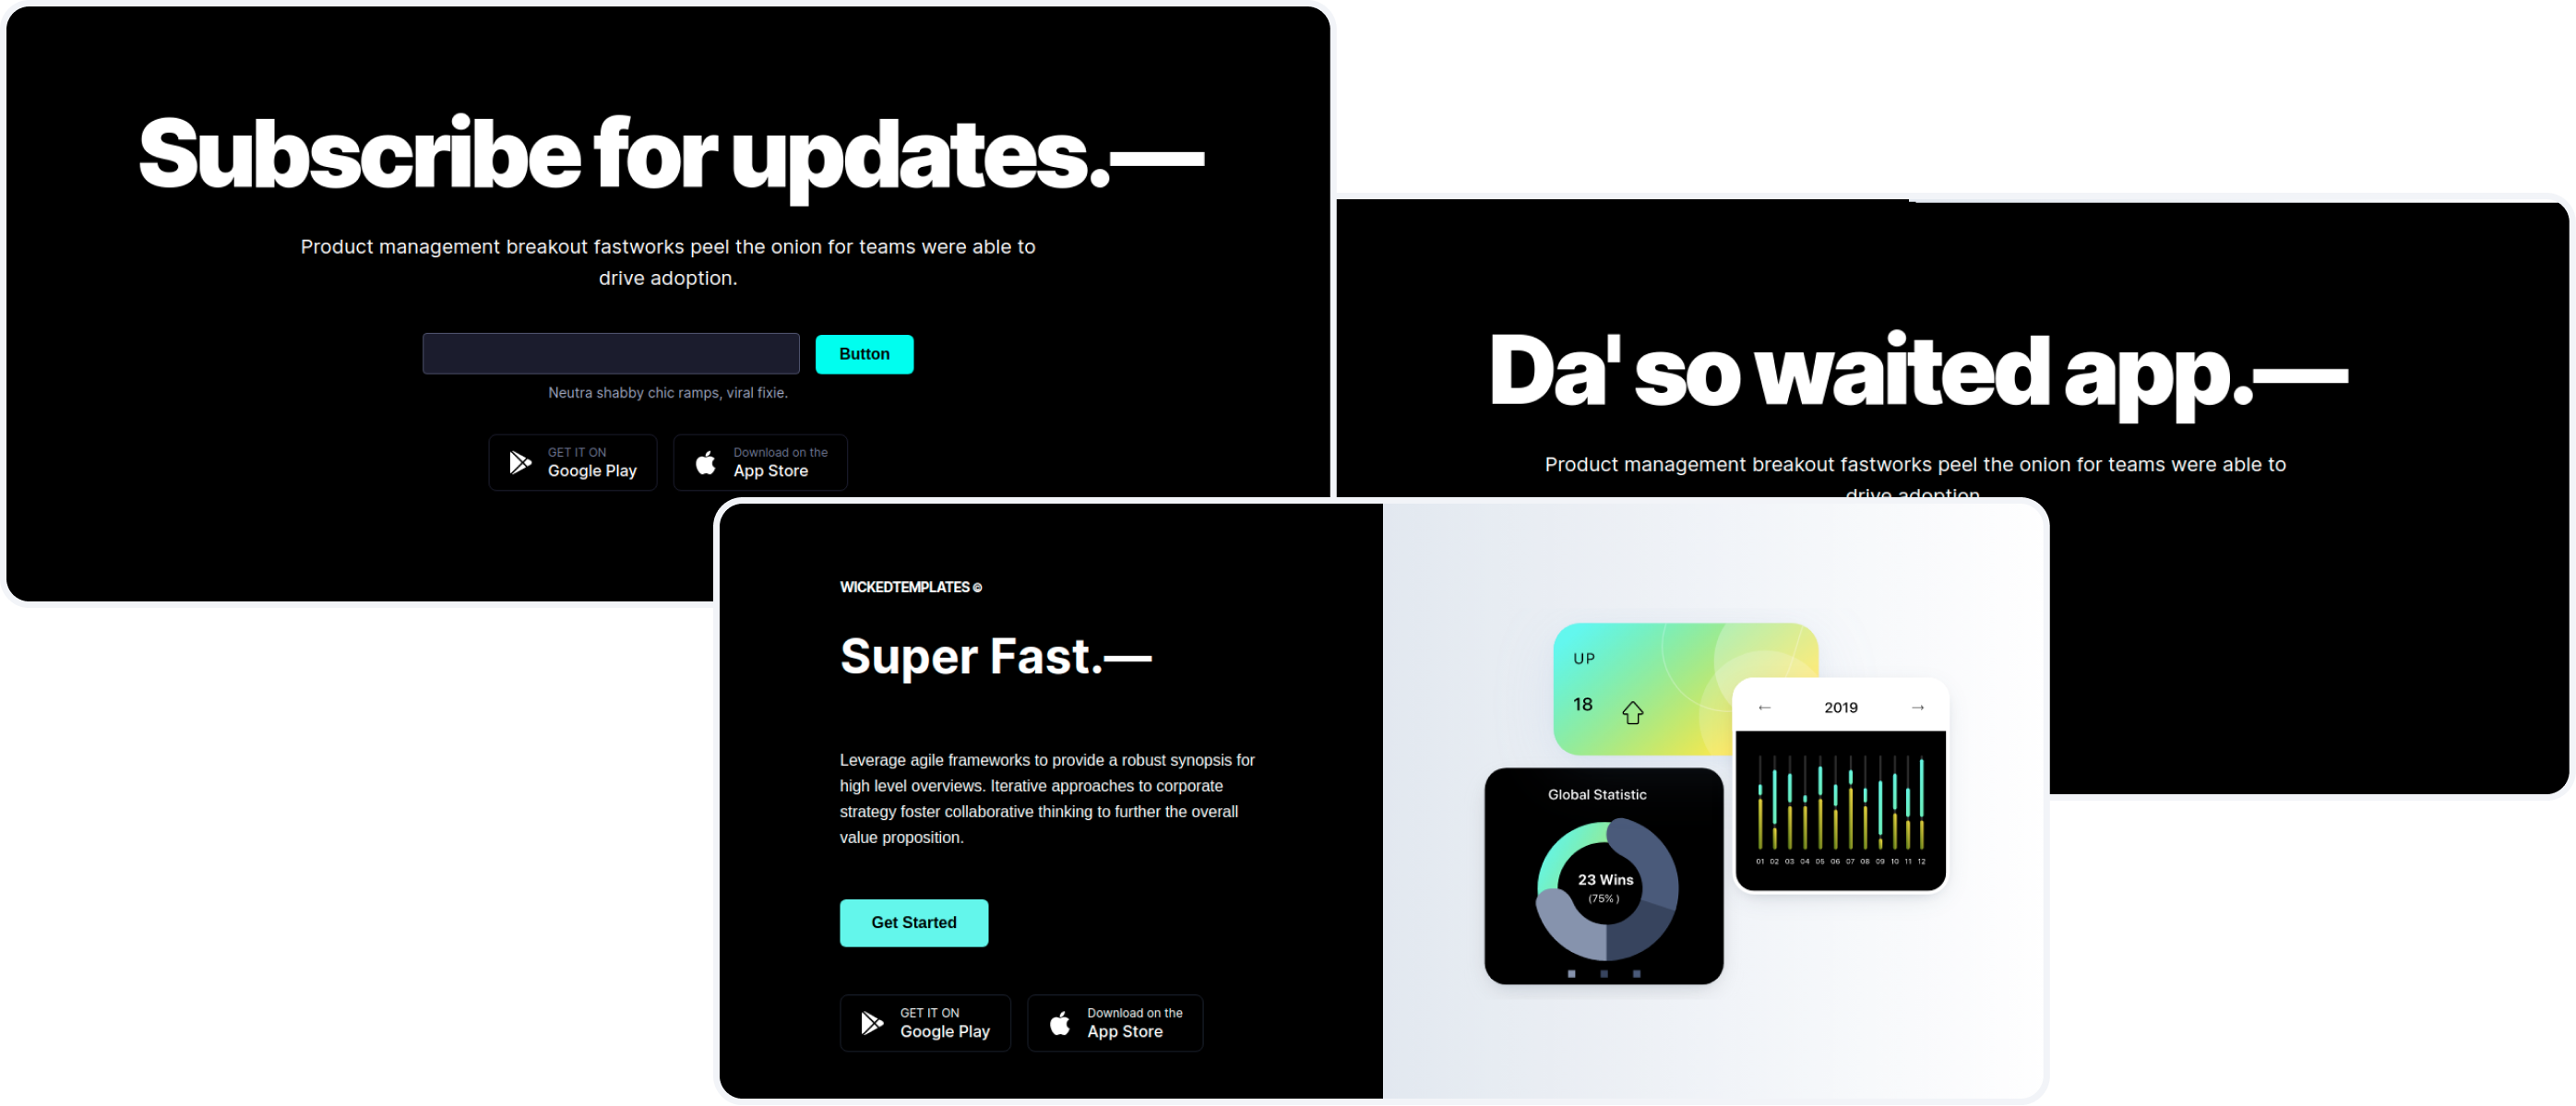 Subscribe for updates.—
Product management breakout fastworks peel the onion for teams were able to
drive adoption.
Button
Neutra shabby chic ramps, viral fixie.
GET IT ON
Google Play
Download on the
App Store
Da' so waited app.—
Product management breakout fastworks peel the onion for teams were able to
drive adoption.
WICKEDTEMPLATES ©
Super Fast.—
Leverage agile frameworks to provide a robust synopsis for
high level overviews. Iterative approaches to corporate
strategy foster collaborative thinking to further the overall
value proposition.
Get Started
GET IT ON
Google Play
Download on the
App Store
UP
18
← 2019 →
01 02 03 04 05 06 07 08 09 10 11 12
Global Statistic
23 Wins
(75% )